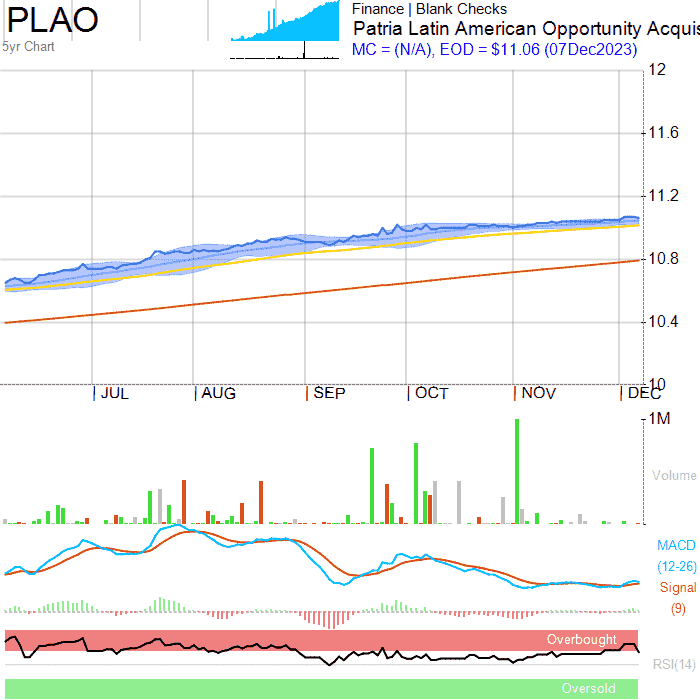 PLAO
5yr Chart
Finance | Blank Checks
Patria Latin American Opportunity Acquis
MC = (N/A), EOD = $11.06 (07Dec2023)
12
11.6
11.2
10.8
10.4
10
JUL AUG SEP OCT NOV DEC
1M
Volume
MACD
(12-26)
Signal
(9)
Overbought
RSI(14)
Oversold